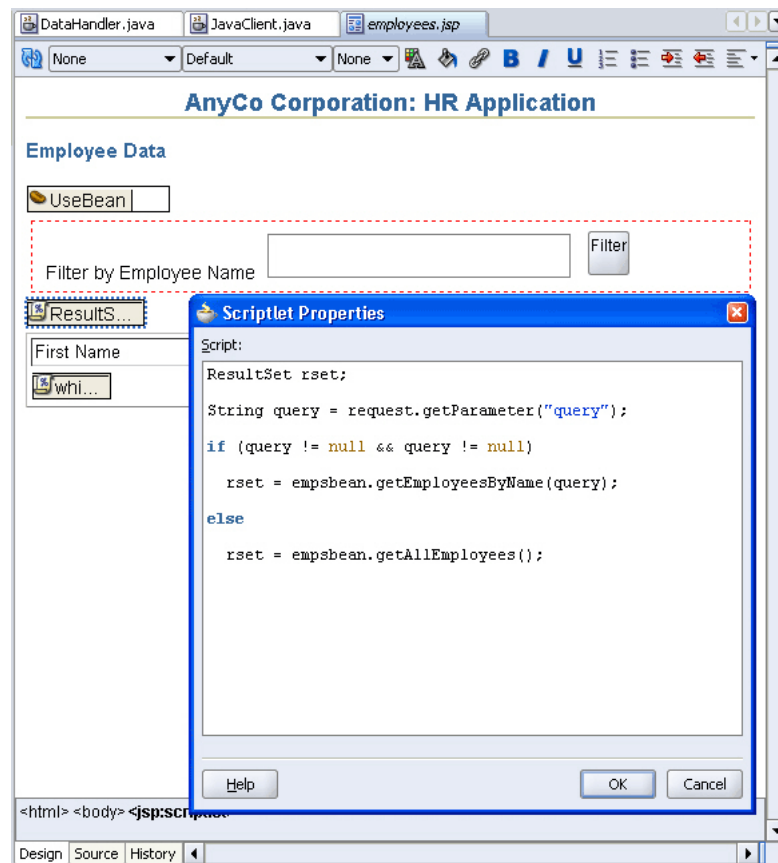 DataHandler.java JavaClient.java employees.jsp
None Default None B I U
AnyCo Corporation: HR Application
Employee Data
UseBean
Filter by Employee Name Filter
ResultS...
First Name
whi...
Scriptlet Properties
Script:
ResultSet rset;
String query = request.getParameter("query");
if (query != null && query != null)
rset = empsbean.getEmployeesByName(query);
else
rset = empsbean.getAllEmployees();
Help OK Cancel
<html> <body> <jsp:scriptlet>
Design Source History